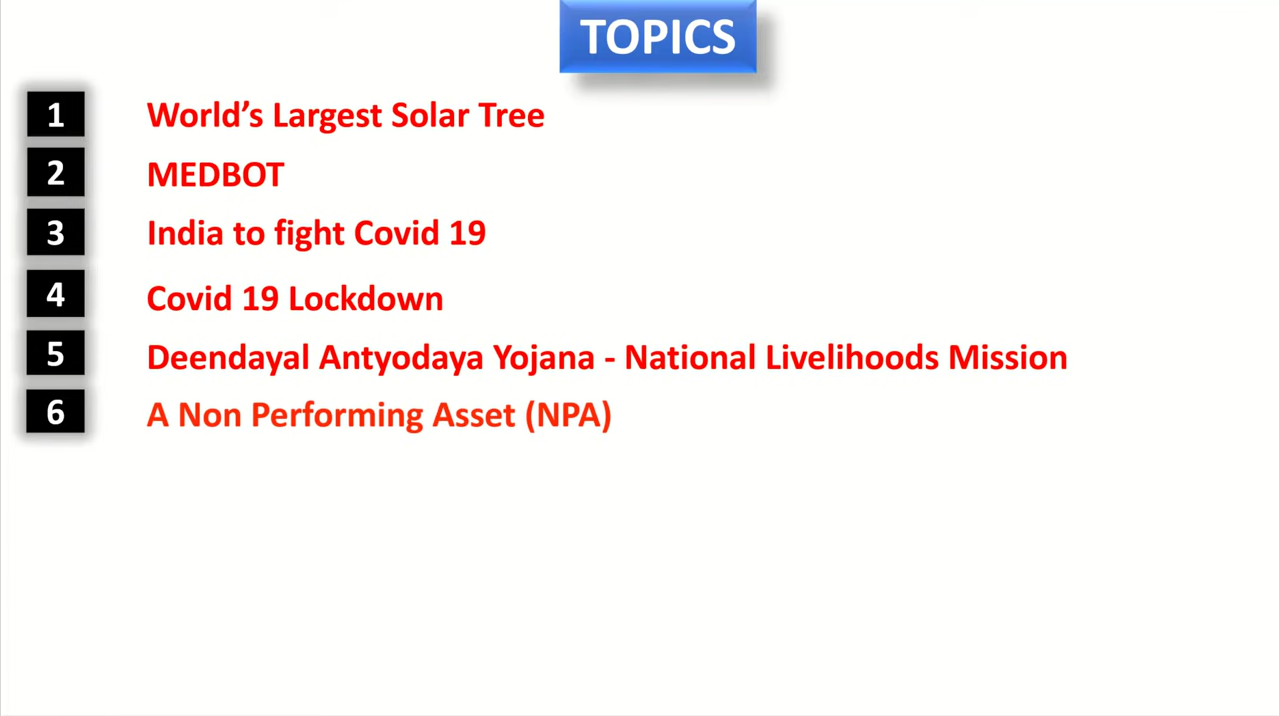 TOPICS
1 World's Largest Solar Tree
2 MEDBOT
3 India to fight Covid 19
4 Covid 19 Lockdown
5 Deendayal Antyodaya Yojana - National Livelihoods Mission
6 A Non Performing Asset (NPA)